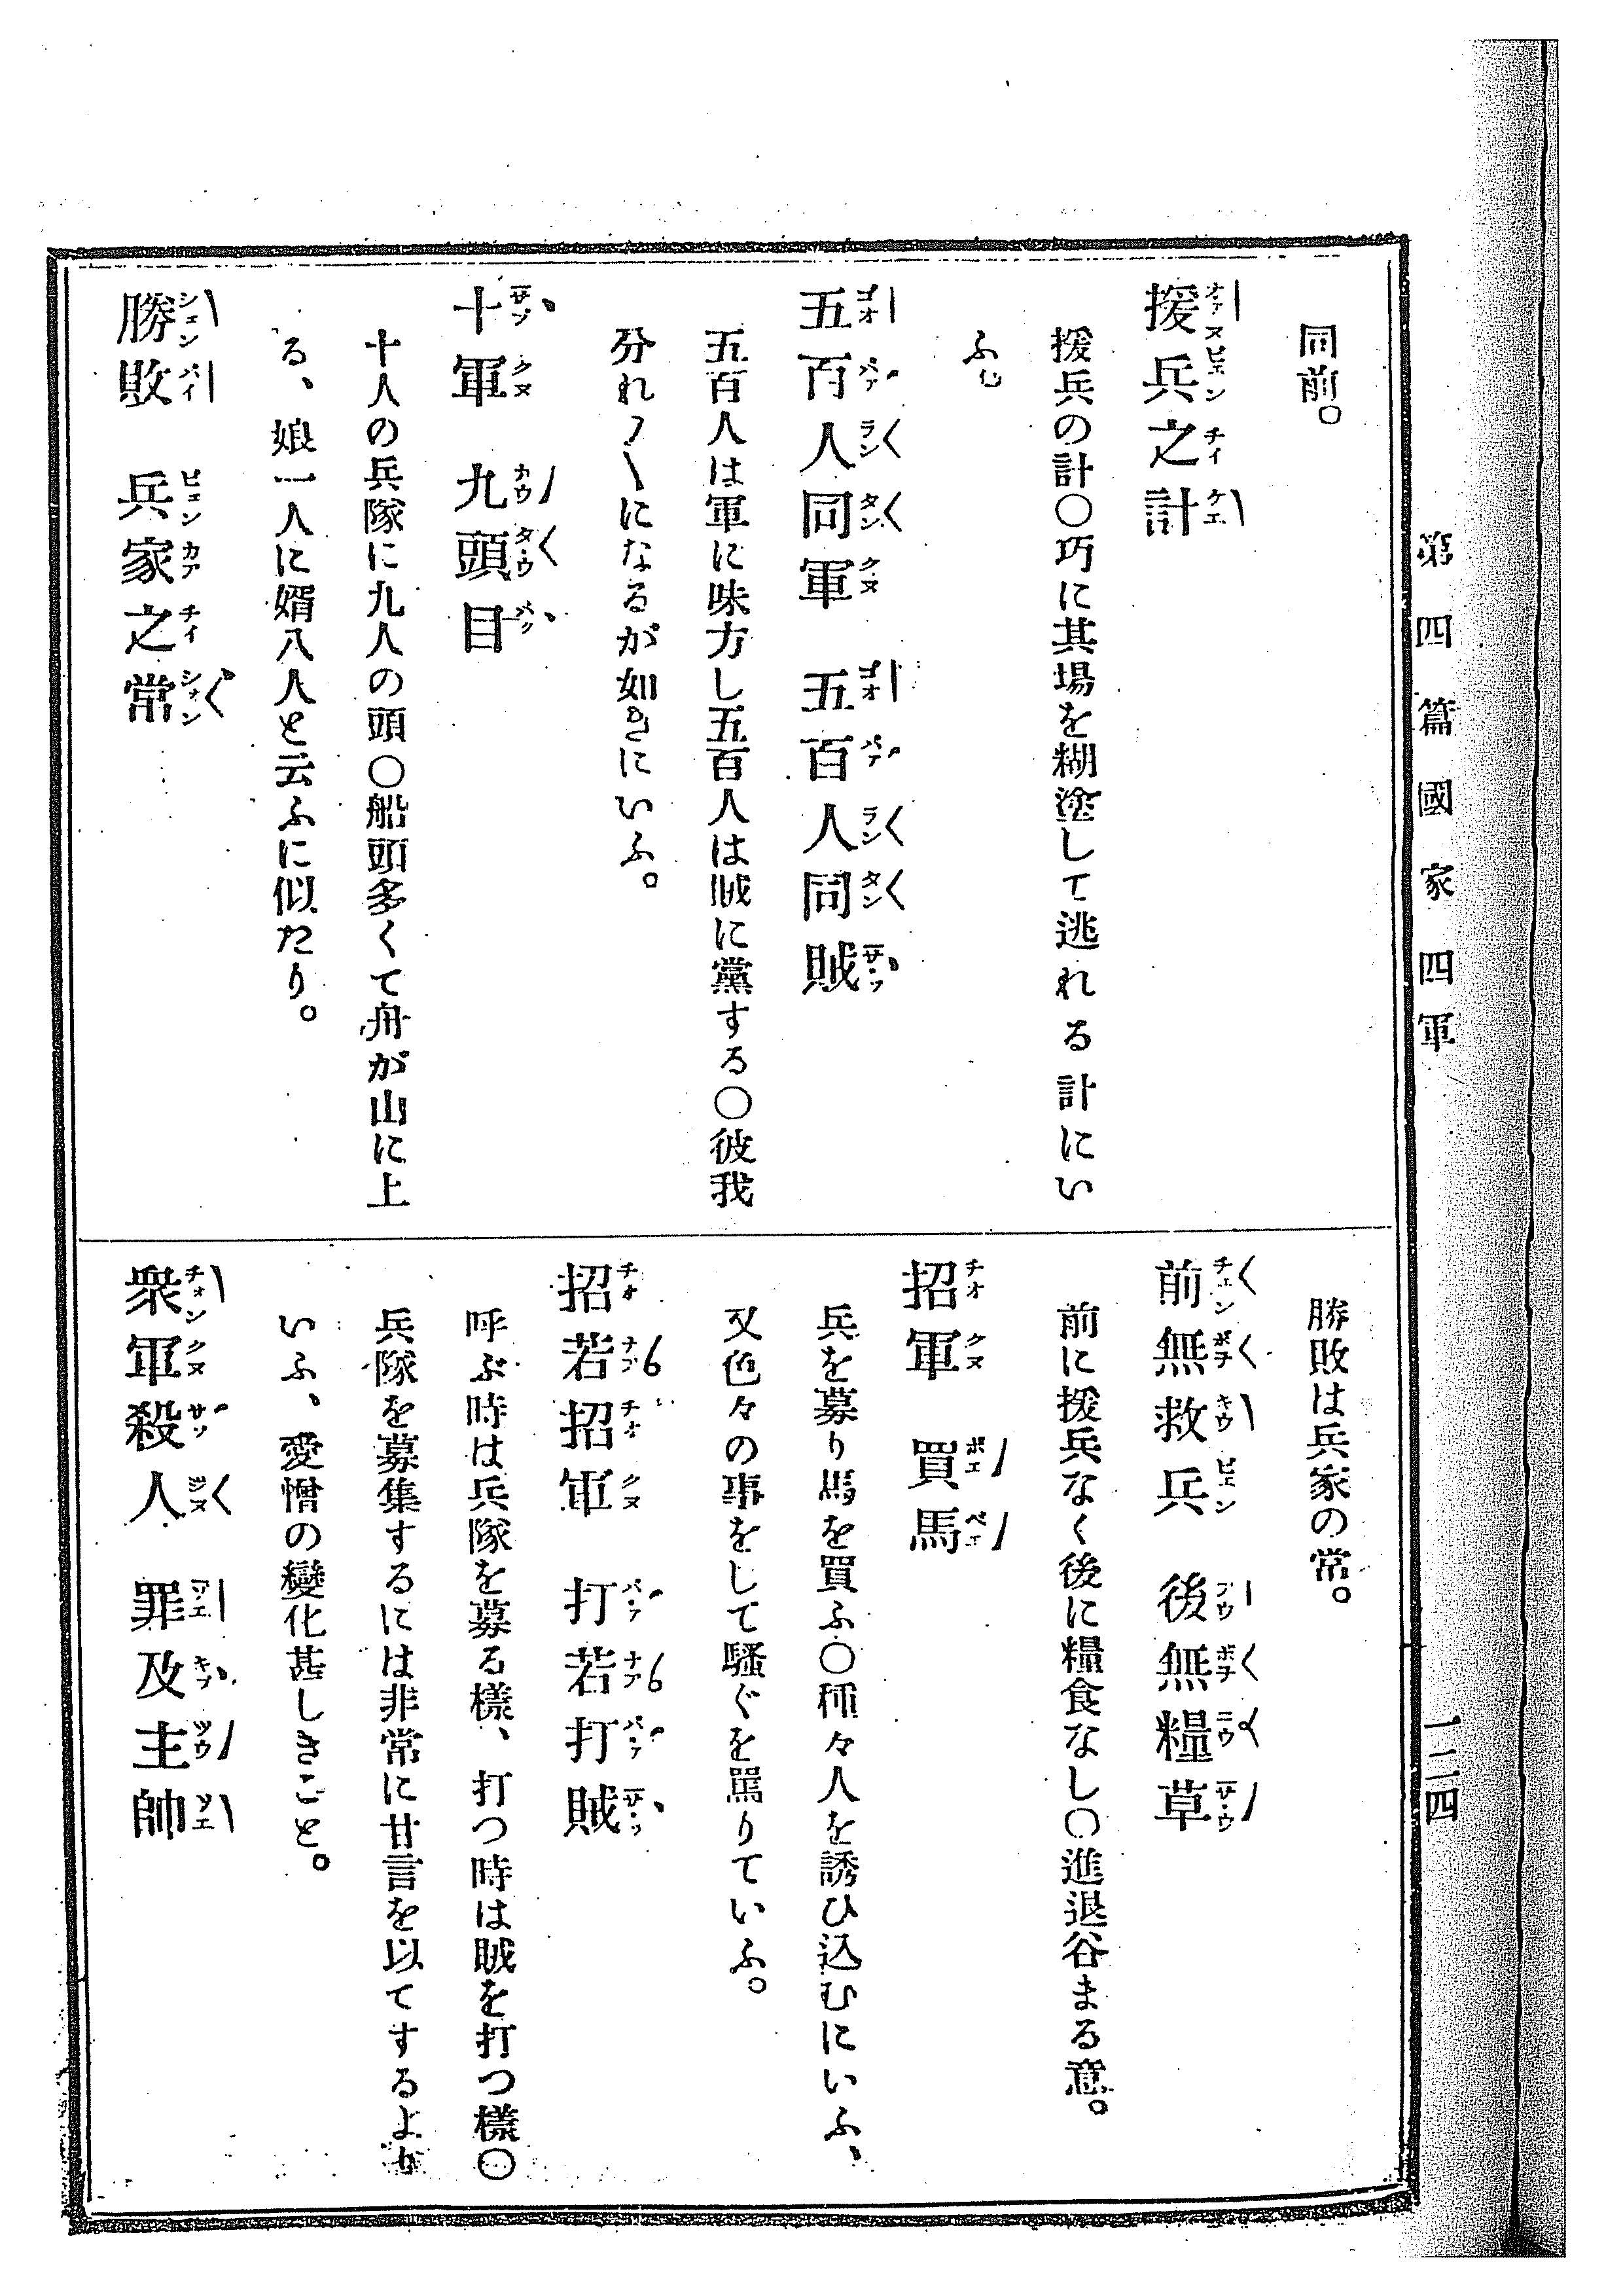 第四篇 國家 四軍
一二四
同前。
援兵之計
援兵の計〇巧に其場を糊塗して逃れる計にい
ふ。
五百人同軍 五百人同賊
五百人は軍に味方し五百人は賊に黨する〇彼我
分れ〳〵になるが如きにいふ。
十軍 九頭目
十人の兵隊に九人の頭〇船頭多くて舟が山に上
る、娘一人に婿八人と云ふに似たり。
勝敗 兵家之常
勝敗は兵家の常。
前無救兵 後無糧草
前に援兵なく後に糧食なし〇進退谷まる意。
招軍 買馬
兵を募り馬を買ふ〇種々人を誘ひ込むにいふ、
又色々の事をして騷ぐを罵りていふ。
招若招軍 打若打賊
呼ぶ時は兵隊を募る樣、打つ時は賊を打つ樣〇
兵隊を募集するには非常に甘言を以てするよか
いふ、愛憎の變化甚しきこと。
衆軍殺人 罪及主帥